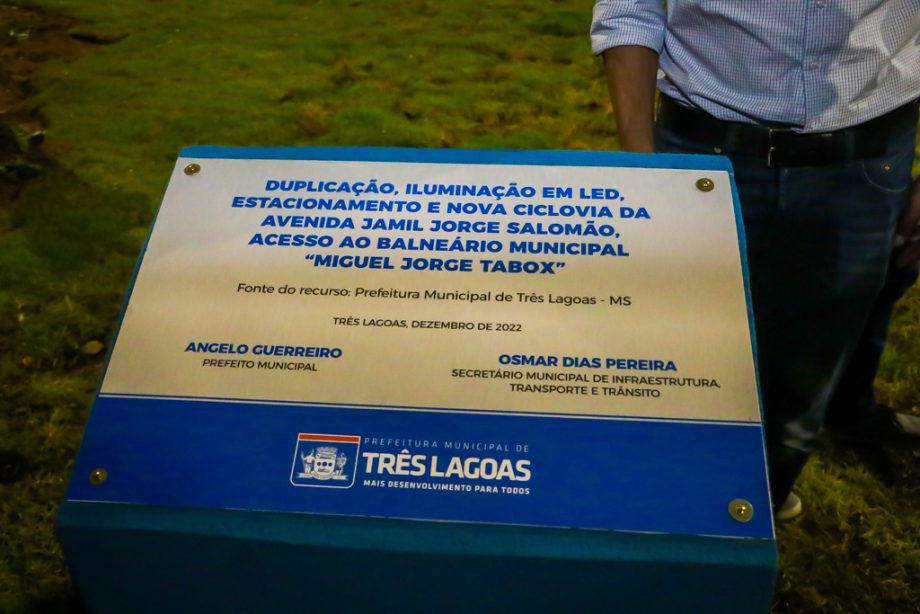 DUPLICAÇÃO, ILUMINAÇÃO EM LED,
ESTACIONAMENTO E NOVA CICLOVIA DA
AVENIDA JAMIL JORGE SALOMÃO,
ACESSO AO BALNEÁRIO MUNICIPAL
“MIGUEL JORGE TABOX”
Fonte do recurso: Prefeitura Municipal de Três Lagoas - MS
TRÊS LAGOAS, DEZEMBRO DE 2022
ANGELO GUERREIRO
PREFEITO MUNICIPAL
OSMAR DIAS PEREIRA
SECRETÁRIO MUNICIPAL DE INFRAESTRUTURA,
TRANSPORTE E TRÂNSITO
PREFEITURA MUNICIPAL DE
TRÊS LAGOAS
MAIS DESENVOLVIMENTO PARA TODOS